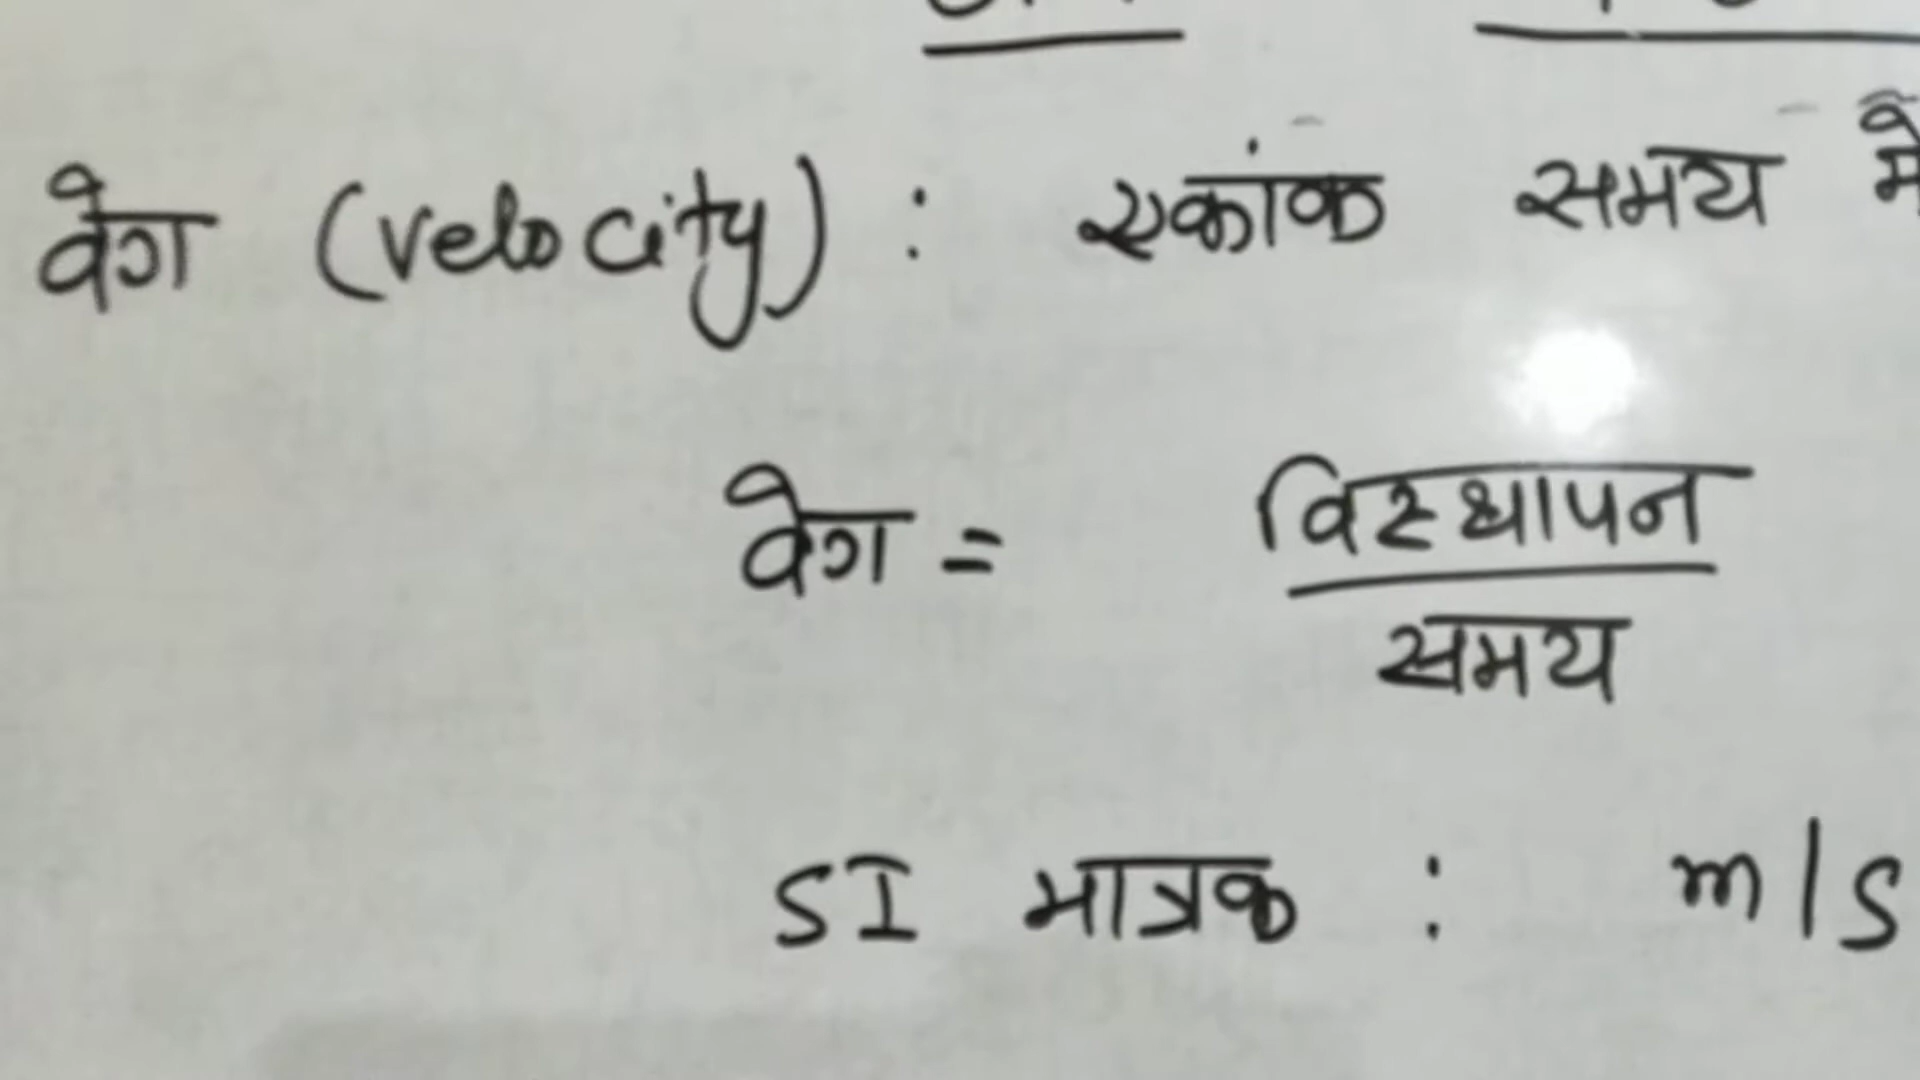 वेग (velocity) : एकांक समय में
वेग = विस्थापन
समय
SI मात्रक : m/s